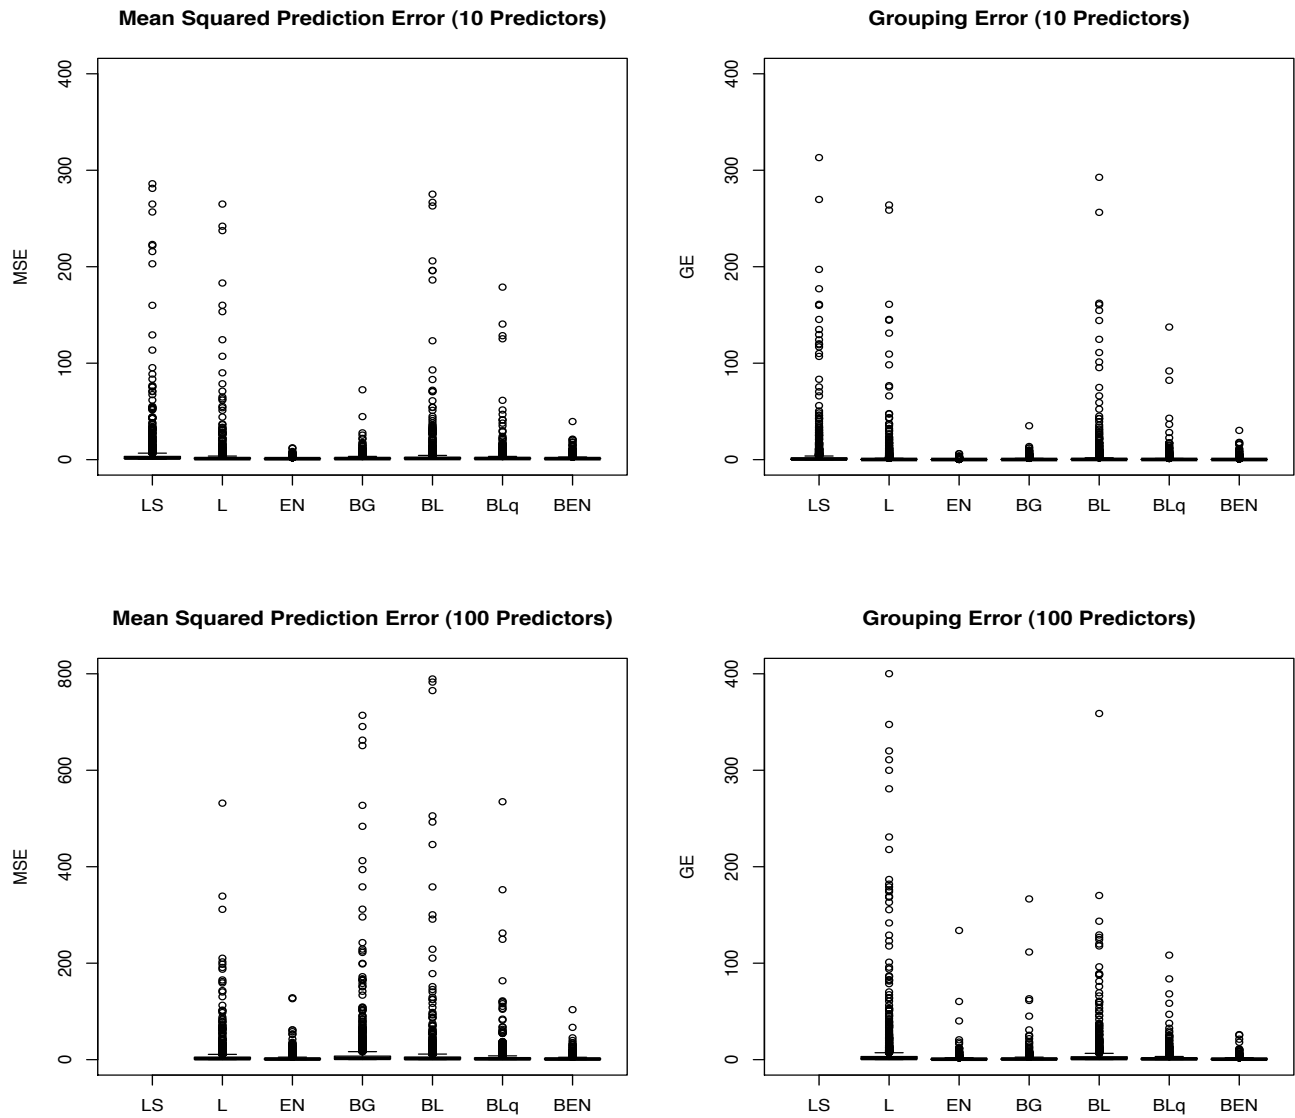 Mean Squared Prediction Error (10 Predictors)
MSE
400
300
200
100
0
LS L EN BG BL BLq BEN
Grouping Error (10 Predictors)
GE
400
300
200
100
0
LS L EN BG BL BLq BEN
Mean Squared Prediction Error (100 Predictors)
MSE
800
600
400
200
0
LS L EN BG BL BLq BEN
Grouping Error (100 Predictors)
GE
400
300
200
100
0
LS L EN BG BL BLq BEN